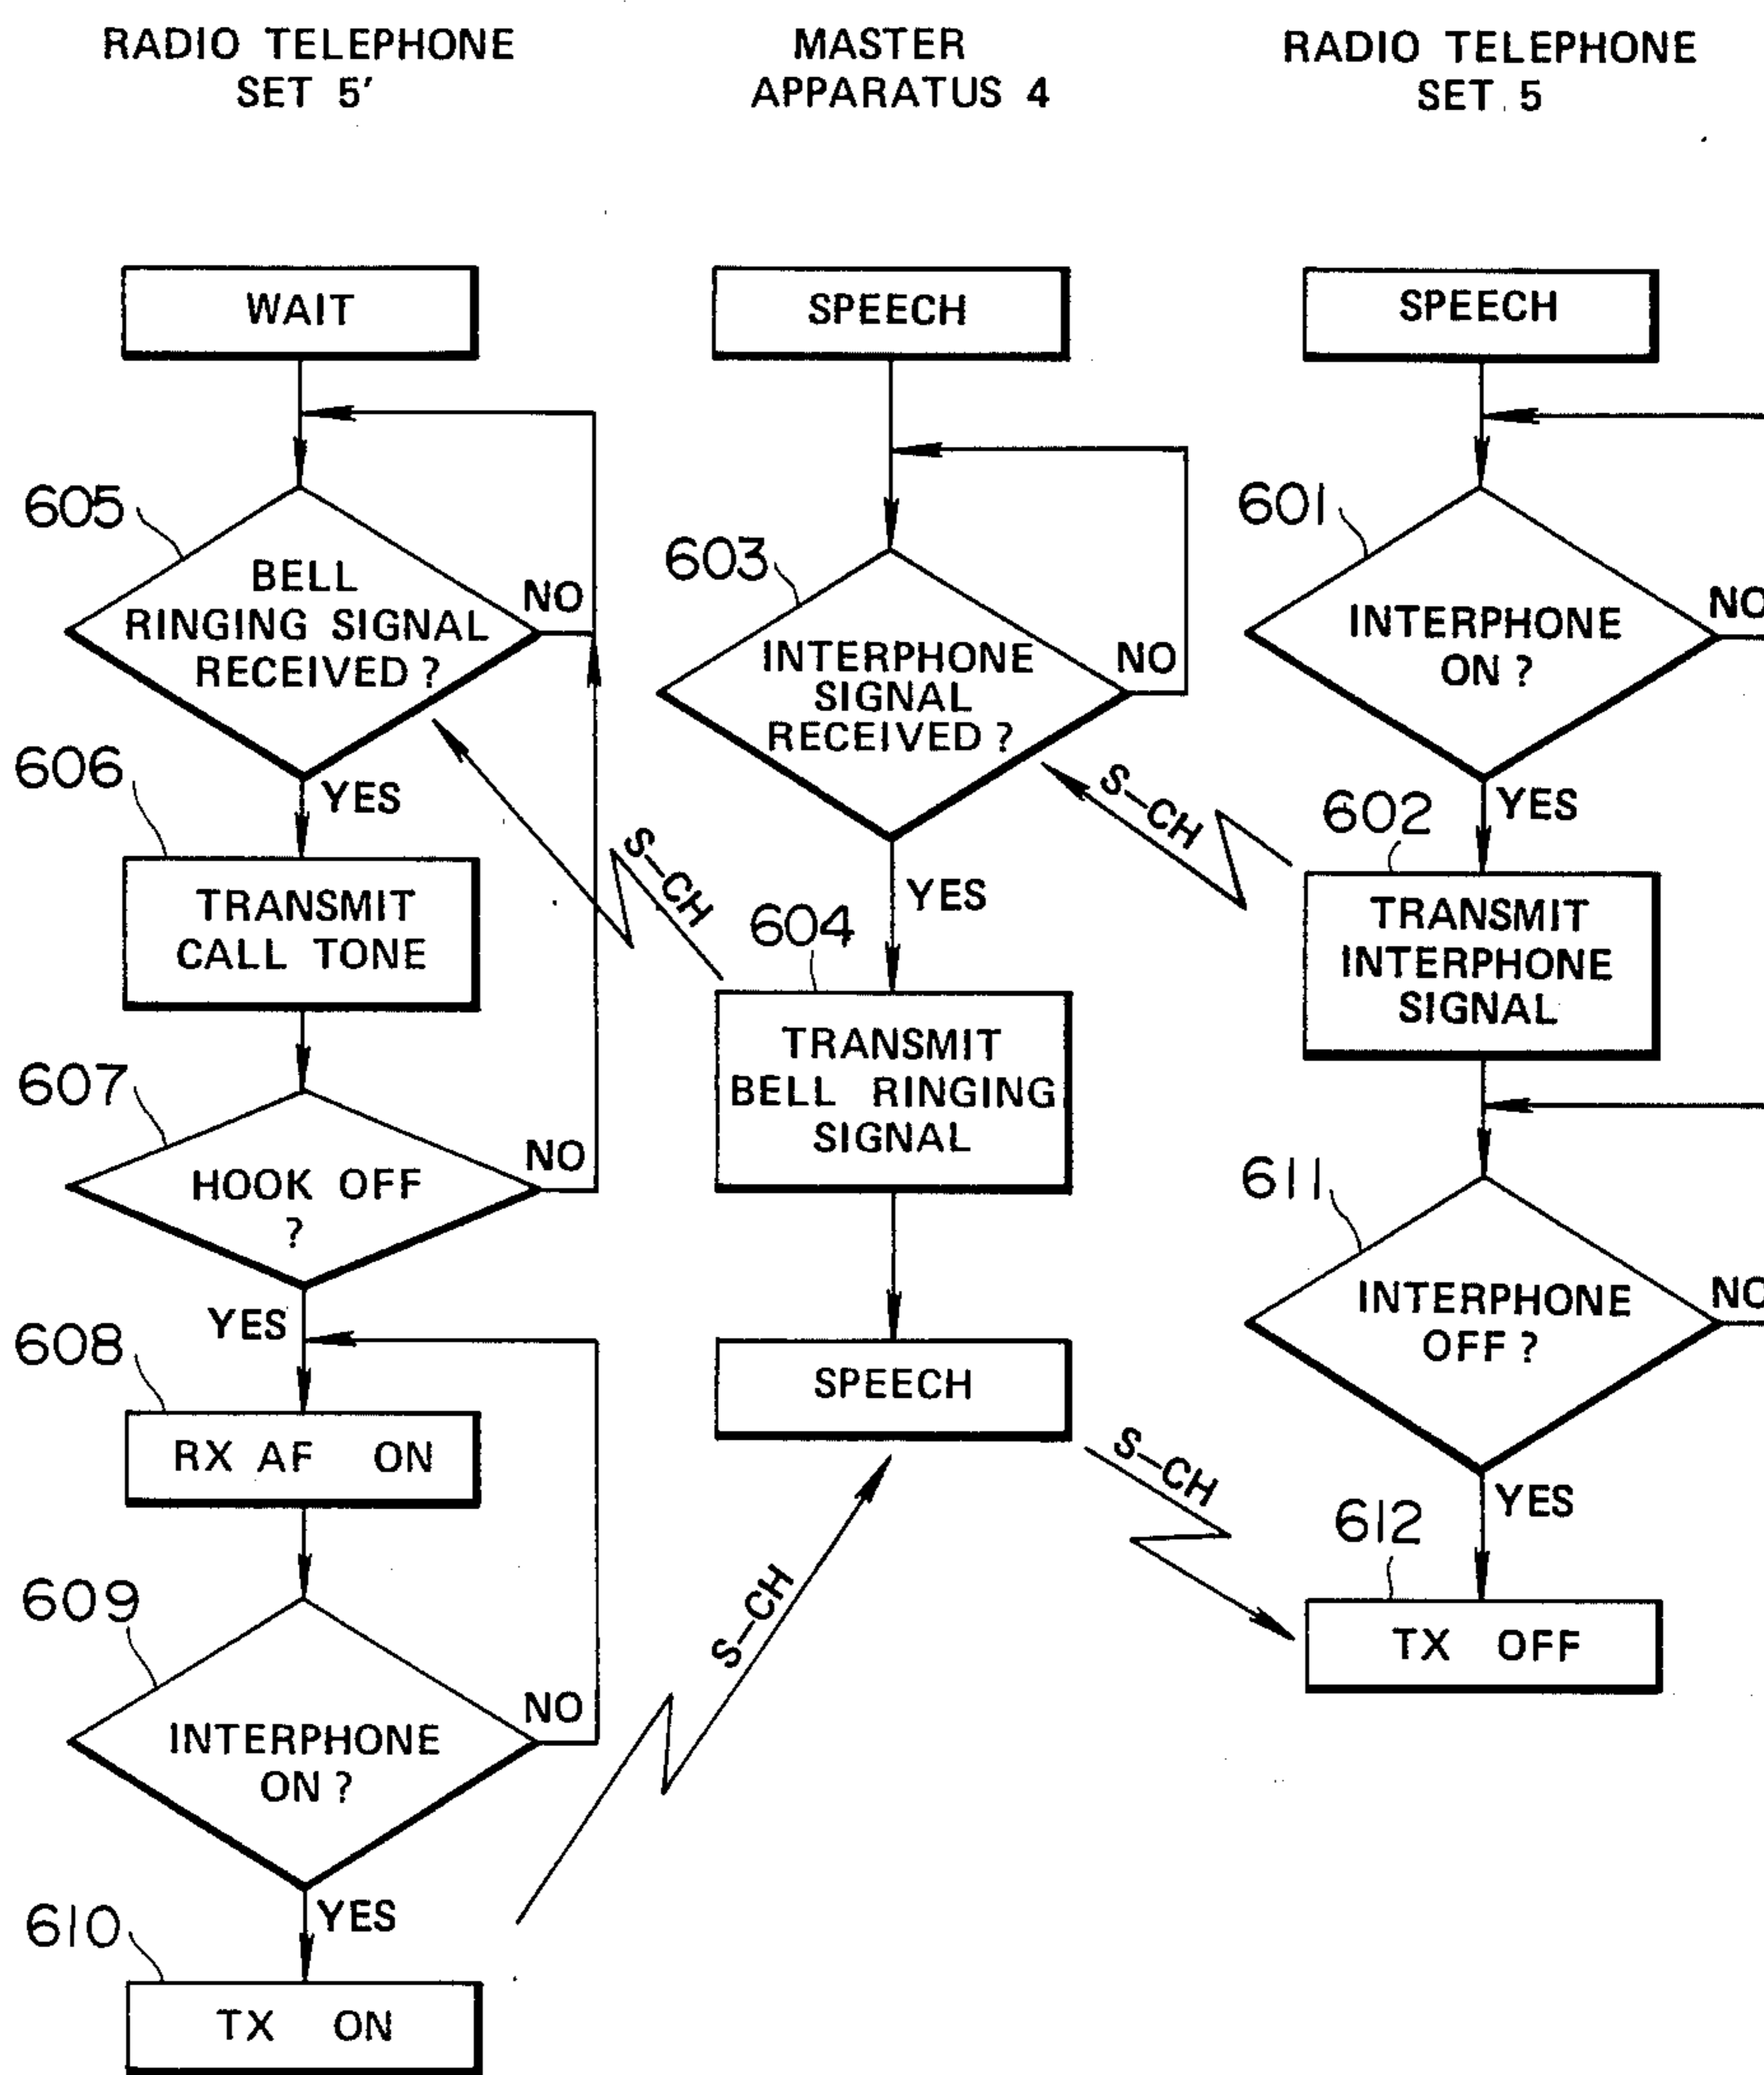 RADIO TELEPHONE
SET 5'
WAIT
605
BELL
RINGING SIGNAL
RECEIVED ?
NO
YES
606
TRANSMIT
CALL TONE
607
HOOK OFF
?
NO
YES
608
RX AF ON
609
INTERPHONE
ON ?
NO
YES
610
TX ON
MASTER
APPARATUS 4
SPEECH
603
INTERPHONE
SIGNAL
RECEIVED ?
NO
YES
S-CH
604
TRANSMIT
BELL RINGING
SIGNAL
SPEECH
S-CH
RADIO TELEPHONE
SET 5
SPEECH
601
INTERPHONE
ON ?
NO
YES
S-CH
602
TRANSMIT
INTERPHONE
SIGNAL
611
INTERPHONE
OFF ?
NO
YES
S-CH
612
TX OFF